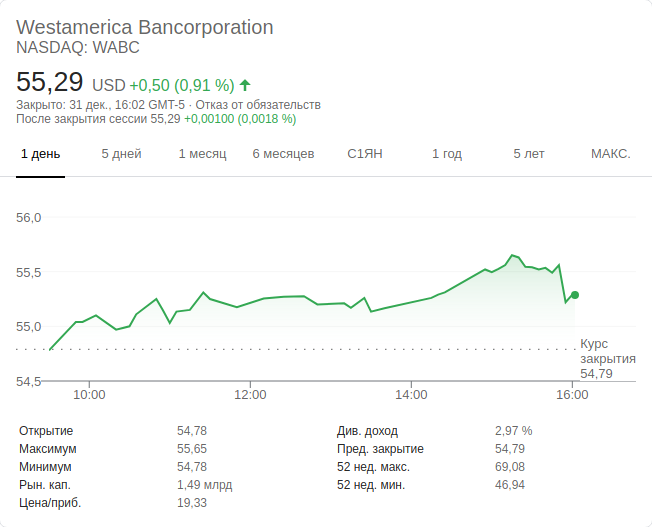 Westamerica Bancorporation
NASDAQ: WABC
55,29 USD +0,50 (0,91 %)
Закрыто: 31 дек., 16:02 GMT-5 · Отказ от обязательств
После закрытия сессии 55,29 +0,00100 (0,0018 %)
1 день 5 дней 1 месяц 6 месяцев С1ЯН 1 год 5 лет МАКС.
56,0
55,5
55,0
Курс
закрытия
54,79
54,5
10:00 12:00 14:00 16:00
Открытие 54,78 Див. доход 2,97 %
Максимум 55,65 Пред. закрытие 54,79
Минимум 54,78 52 нед. макс. 69,08
Рын. кап. 1,49 млрд 52 нед. мин. 46,94
Цена/приб. 19,33